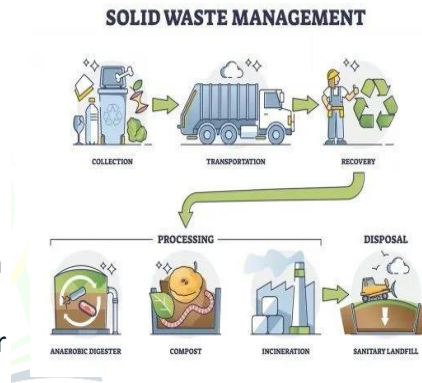 SOLID WASTE MANAGEMENT
COLLECTION
TRANSPORTATION
RECOVERY
PROCESSING
DISPOSAL
ANAEROBIC DIGESTER
COMPOST
INCINERATION
SANITARY LANDFILL